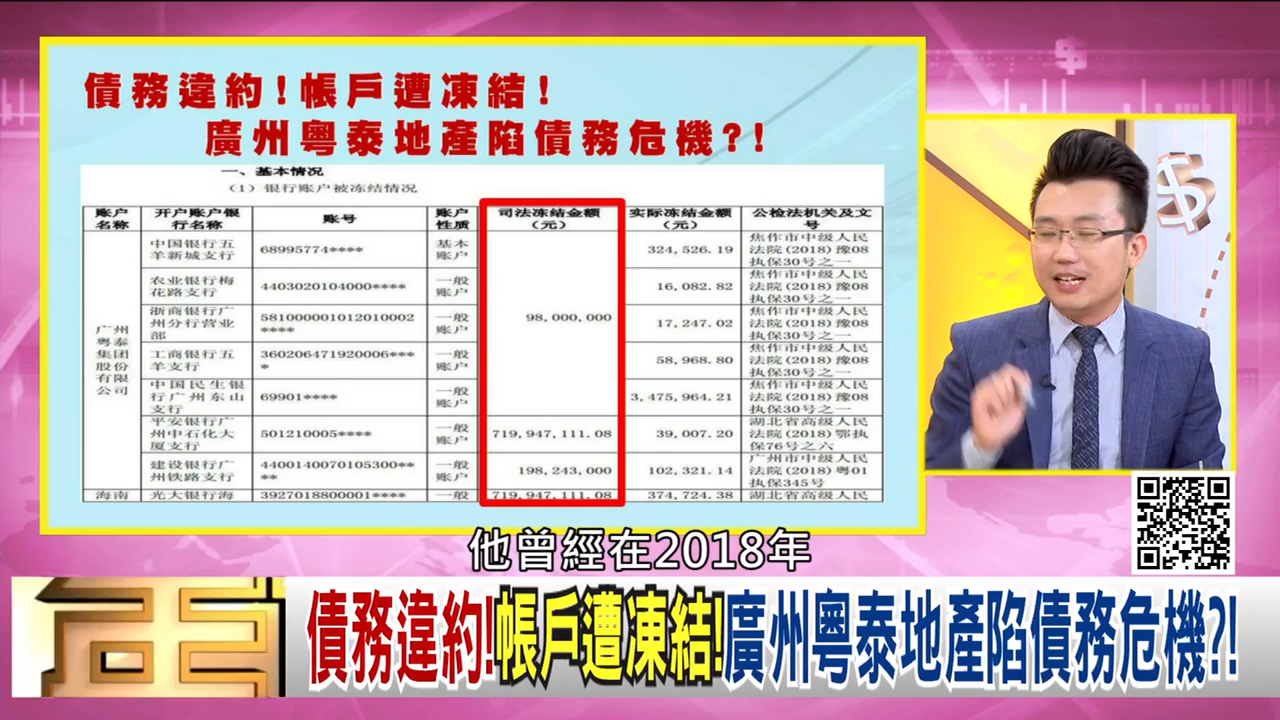 債務違約!帳戶遭凍結!
廣州粵泰地產陷債務危機?!
一、基本情况
（1）银行账户被冻结情况
账户名称 开户账户银行名称 账号 账户性质 司法冻结金额（元） 实际冻结金额（元） 公检法机关及文号
广州粤泰集团股份有限公司
中国银行五羊新城支行 68995774**** 基本账户 324,526.19 焦作市中级人民法院(2018)豫08执保30号之一
农业银行梅花路支行 4403020104000**** 一般账户 16,082.82 焦作市中级人民法院(2018)豫08执保30号之一
浙商银行广州分行营业部 5810000010120100002**** 一般账户 98,000,000 17,247.02 焦作市中级人民法院(2018)豫08执保30号之一
工商银行五羊支行 360206471920006**** 一般账户 58,968.80 焦作市中级人民法院(2018)豫08执保30号之一
中国民生银行广州东山支行 69901**** 一般账户 3,475,964.21 焦作市中级人民法院(2018)豫08执保30号之一
平安银行广州中石化大厦支行 501210005**** 一般账户 719,947,111.08 39,007.20 湖北省高级人民法院(2018)鄂执保76号之六
建设银行广州铁路支行 4400140070105300**** 一般账户 198,243,000 102,321.14 广州市中级人民法院(2018)粤01执保345号
海南 光大银行海 3927018800001**** 一般 719,947,111.08 374,724.38 湖北省高级人民
他曾經在2018年
債務違約!帳戶遭凍結!廣州粵泰地產陷債務危機?!